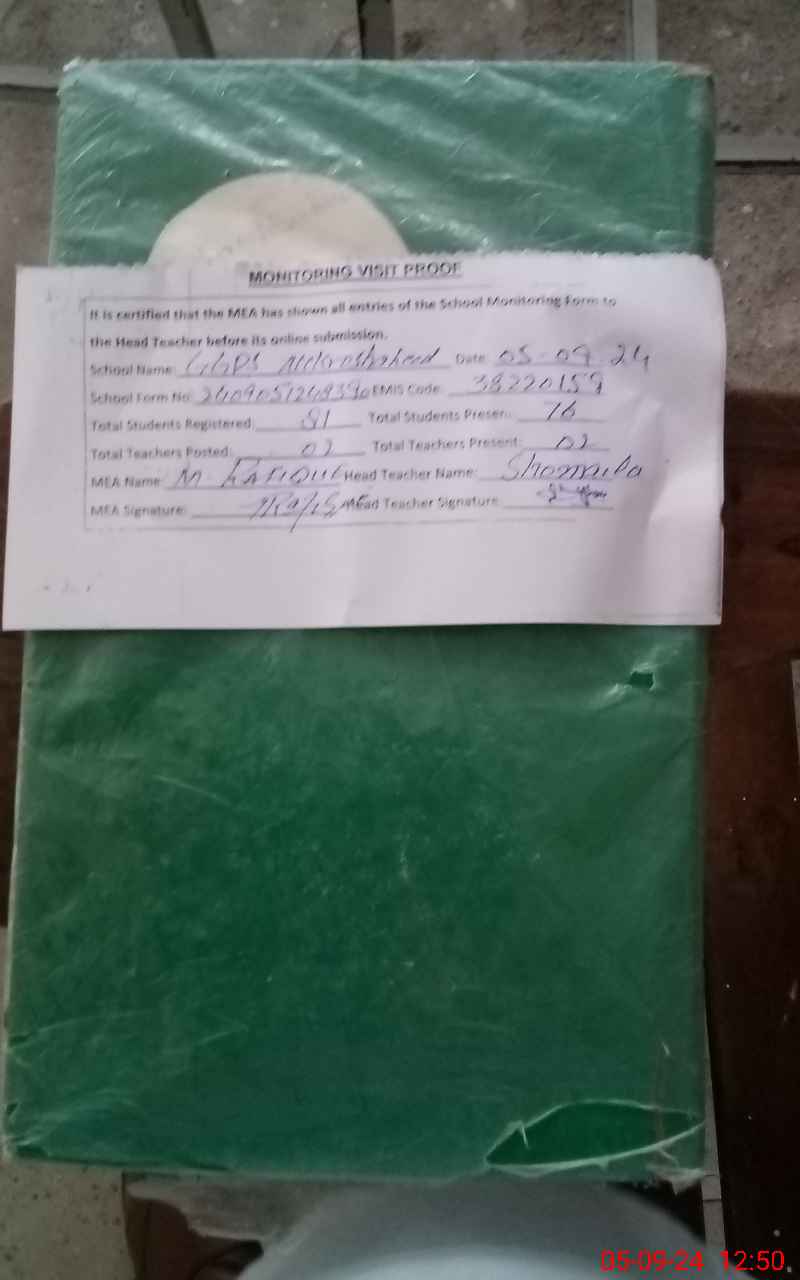 MONITORING VISIT PROOF
It is certified that the MEA has shown all entries of the School Monitoring Form to
the Head Teacher before its online submission.
School Name: GGPS Date: 05-09-24
School Form No: EMIS Code: 38220159
Total Students Registered: 81 Total Students Present: 76
Total Teachers Posted: 02 Total Teachers Present: 02
MEA Name: M. RAFIQUE Head Teacher Name:
MEA Signature: Head Teacher Signature:
05-09-24 12:50